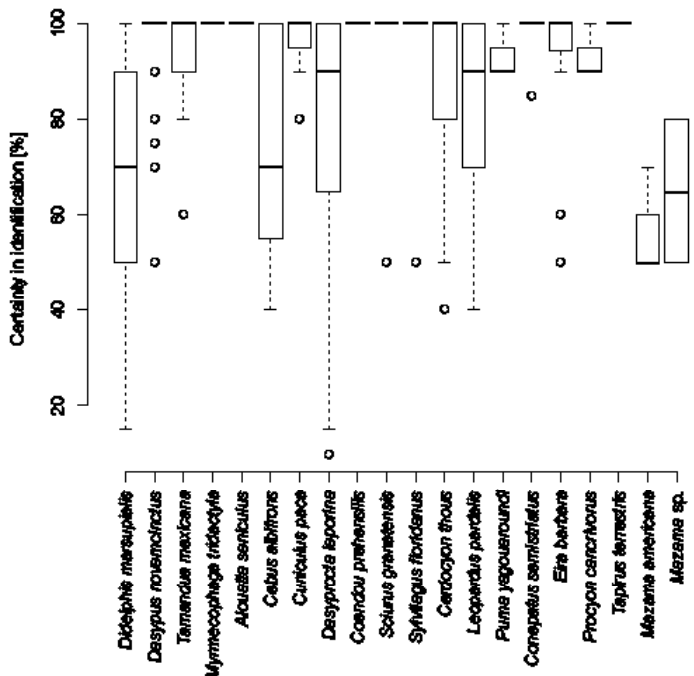 Certainty in identification [%]
100
80
60
40
20
Didelphis marsupialis
Dasypus novemcinctus
Tamandua mexicana
Myrmecophaga tridactyla
Alouatta seniculus
Cebus albifrons
Cuniculus paca
Dasyprocta leporina
Coendou prehensilis
Sciurus granatensis
Sylvilagus floridanus
Cerdocyon thous
Leopardus pardalis
Puma yagouaroundi
Conepatus semistriatus
Eira barbara
Procyon cancrivorus
Tapirus terrestris
Mazama americana
Mazama sp.